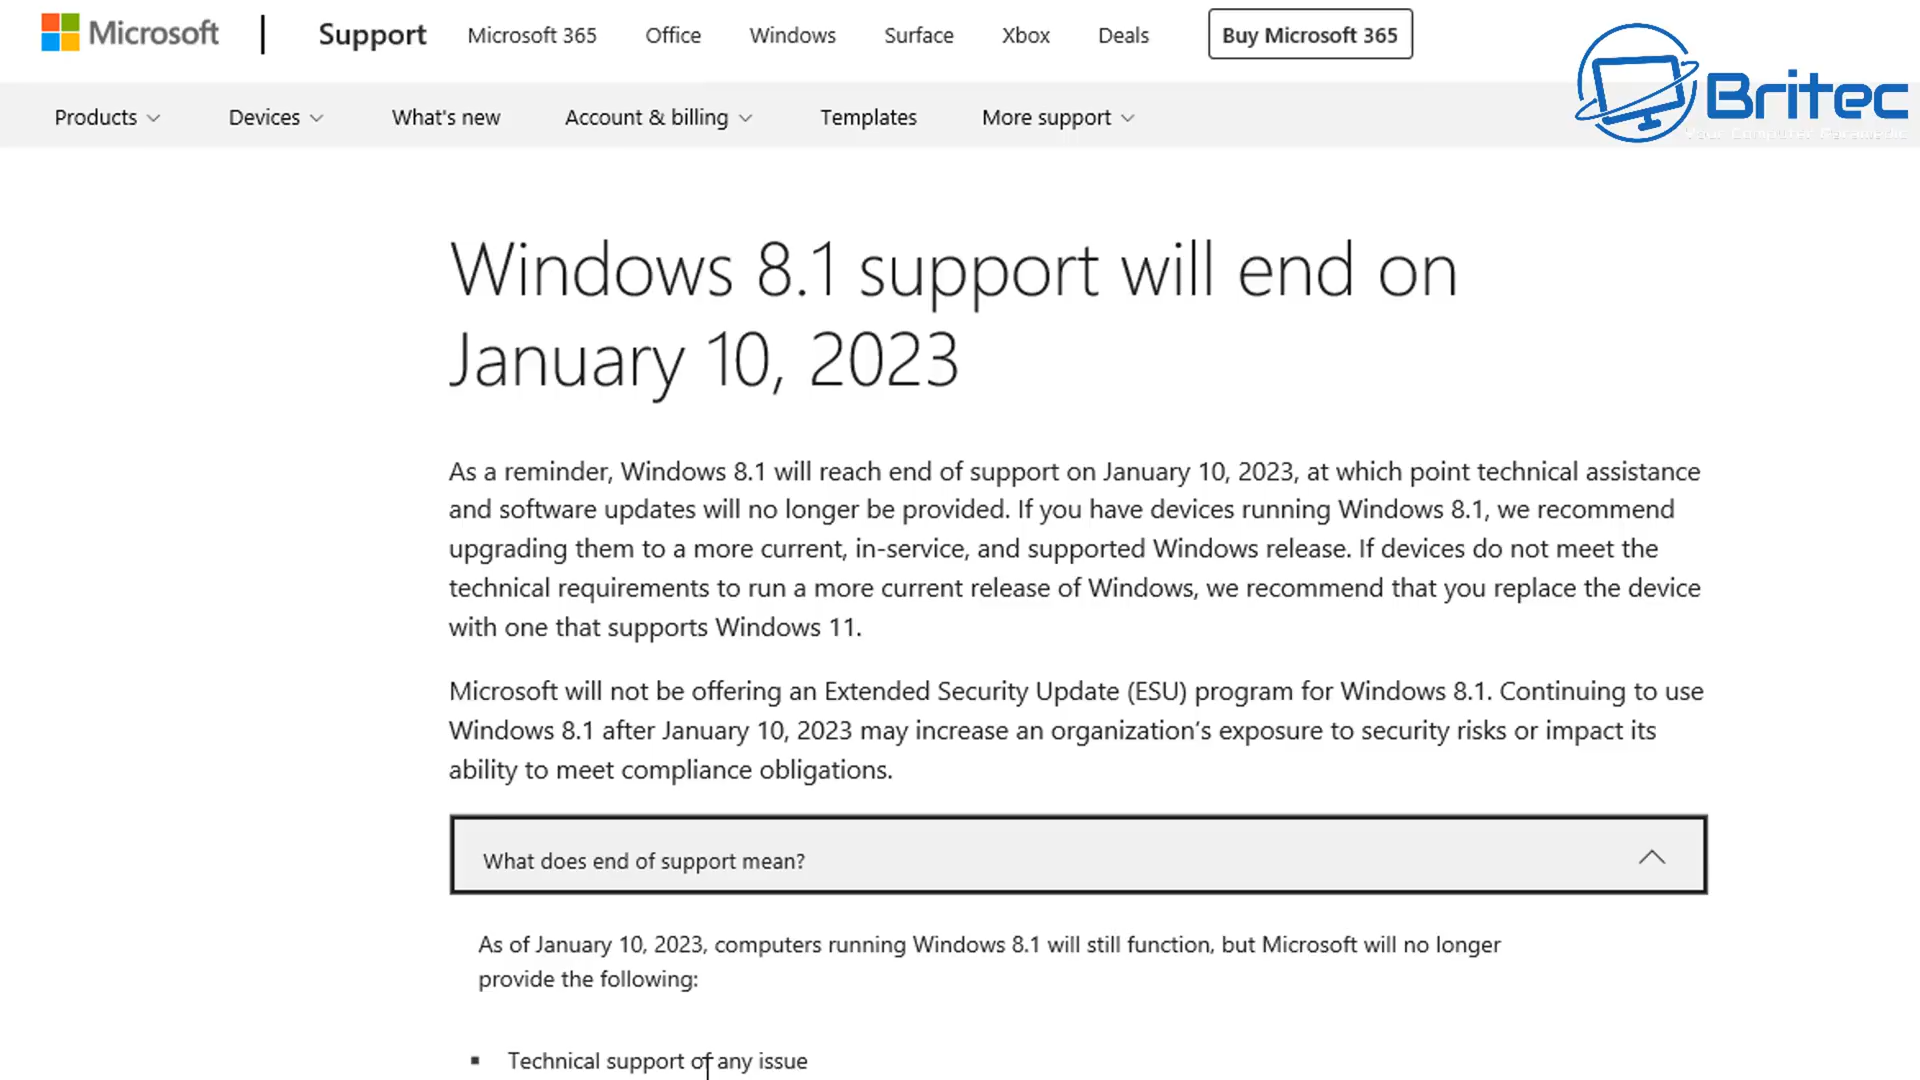 Microsoft
Support
Microsoft 365
Office
Windows
Surface
Xbox
Deals
Buy Microsoft 365
Britec
Your Computer Paramedic
Products
Devices
What's new
Account & billing
Templates
More support
Windows 8.1 support will end on
January 10, 2023
As a reminder, Windows 8.1 will reach end of support on January 10, 2023, at which point technical assistance
and software updates will no longer be provided. If you have devices running Windows 8.1, we recommend
upgrading them to a more current, in-service, and supported Windows release. If devices do not meet the
technical requirements to run a more current release of Windows, we recommend that you replace the device
with one that supports Windows 11.
Microsoft will not be offering an Extended Security Update (ESU) program for Windows 8.1. Continuing to use
Windows 8.1 after January 10, 2023 may increase an organization’s exposure to security risks or impact its
ability to meet compliance obligations.
What does end of support mean?
As of January 10, 2023, computers running Windows 8.1 will still function, but Microsoft will no longer
provide the following:
▪ Technical support of any issue